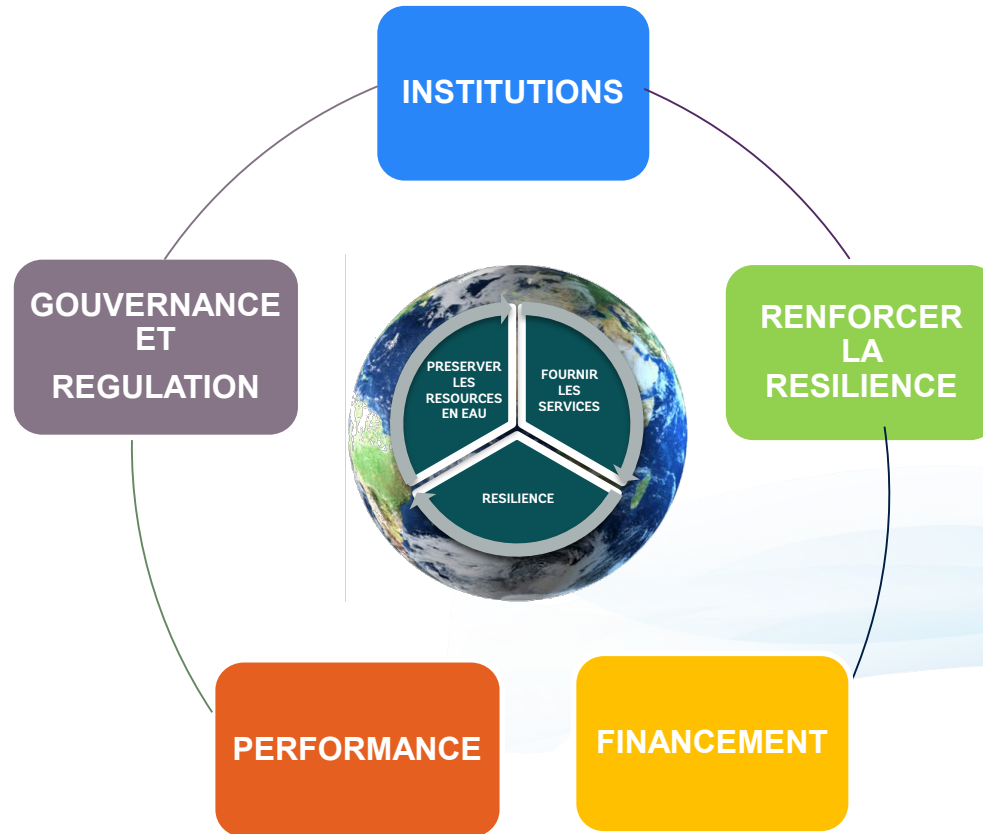 INSTITUTIONS
GOUVERNANCE
ET
REGULATION
RENFORCER
LA
RESILIENCE
PRESERVER
LES
RESOURCES
EN EAU
FOURNIR
LES
SERVICES
RESILIENCE
PERFORMANCE
FINANCEMENT